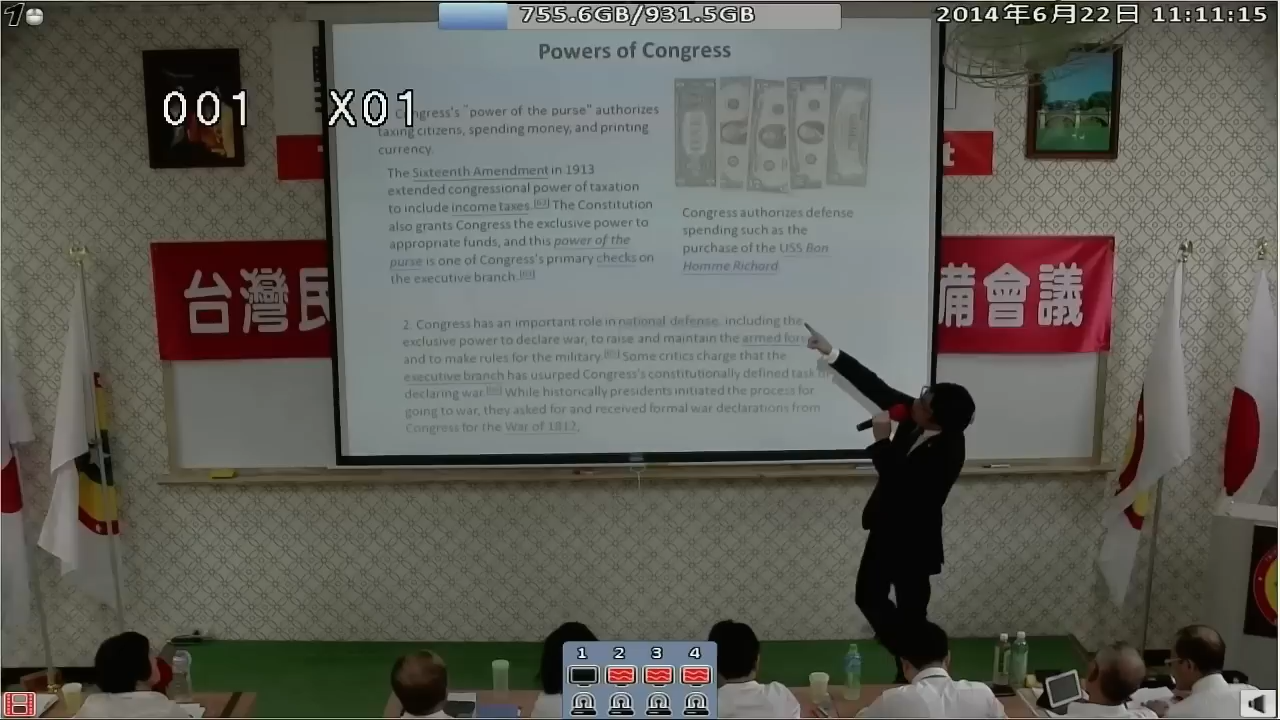 755.6GB/931.5GB
2014年6月22日 11:11:15
001 X01
Powers of Congress
Congress's "power of the purse" authorizes
taxing citizens, spending money, and printing
currency.
The Sixteenth Amendment in 1913
extended congressional power of taxation
to include income taxes.[62] The Constitution
also grants Congress the exclusive power to
appropriate funds, and this power of the
purse is one of Congress's primary checks on
the executive branch.
Congress authorizes defense
spending such as the
purchase of the USS Bon
Homme Richard.
2. Congress has an important role in national defense, including the
exclusive power to declare war, to raise and maintain the armed
and to make rules for the military. Some critics charge that the
executive branch has usurped Congress's constitutionally defined task
declaring war. While historically presidents initiated the process for
going to war, they asked for and received formal war declarations from
Congress for the War of 1812,
台灣民
備會議
t
1 2 3 4